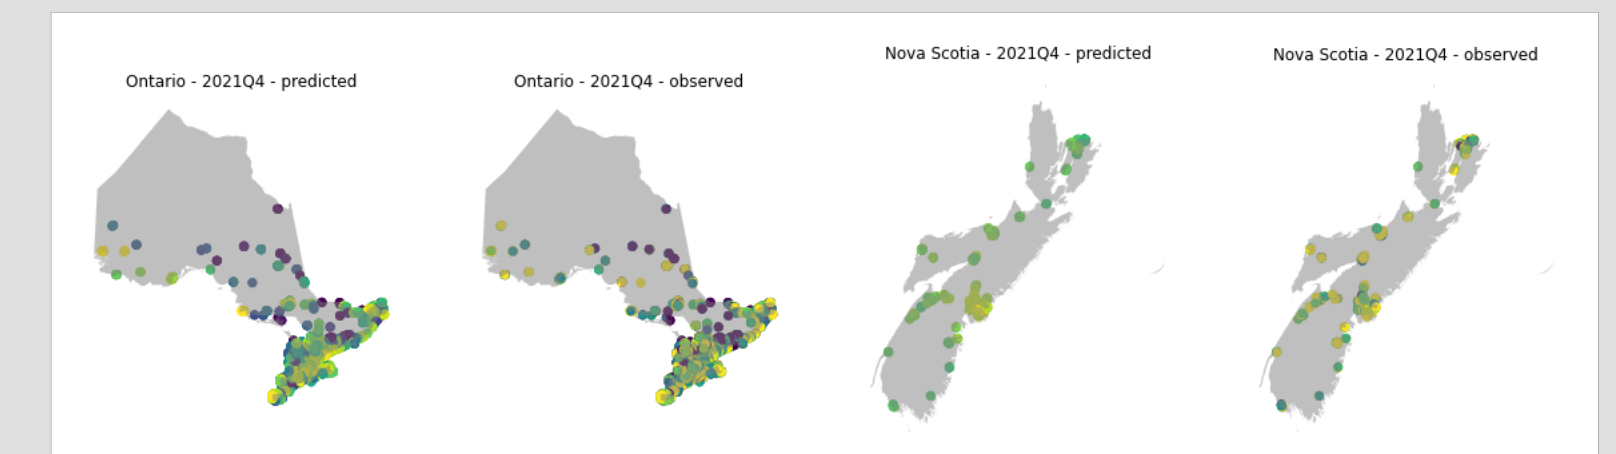 Ontario - 2021Q4 - predicted
Ontario - 2021Q4 - observed
Nova Scotia - 2021Q4 - predicted
Nova Scotia - 2021Q4 - observed